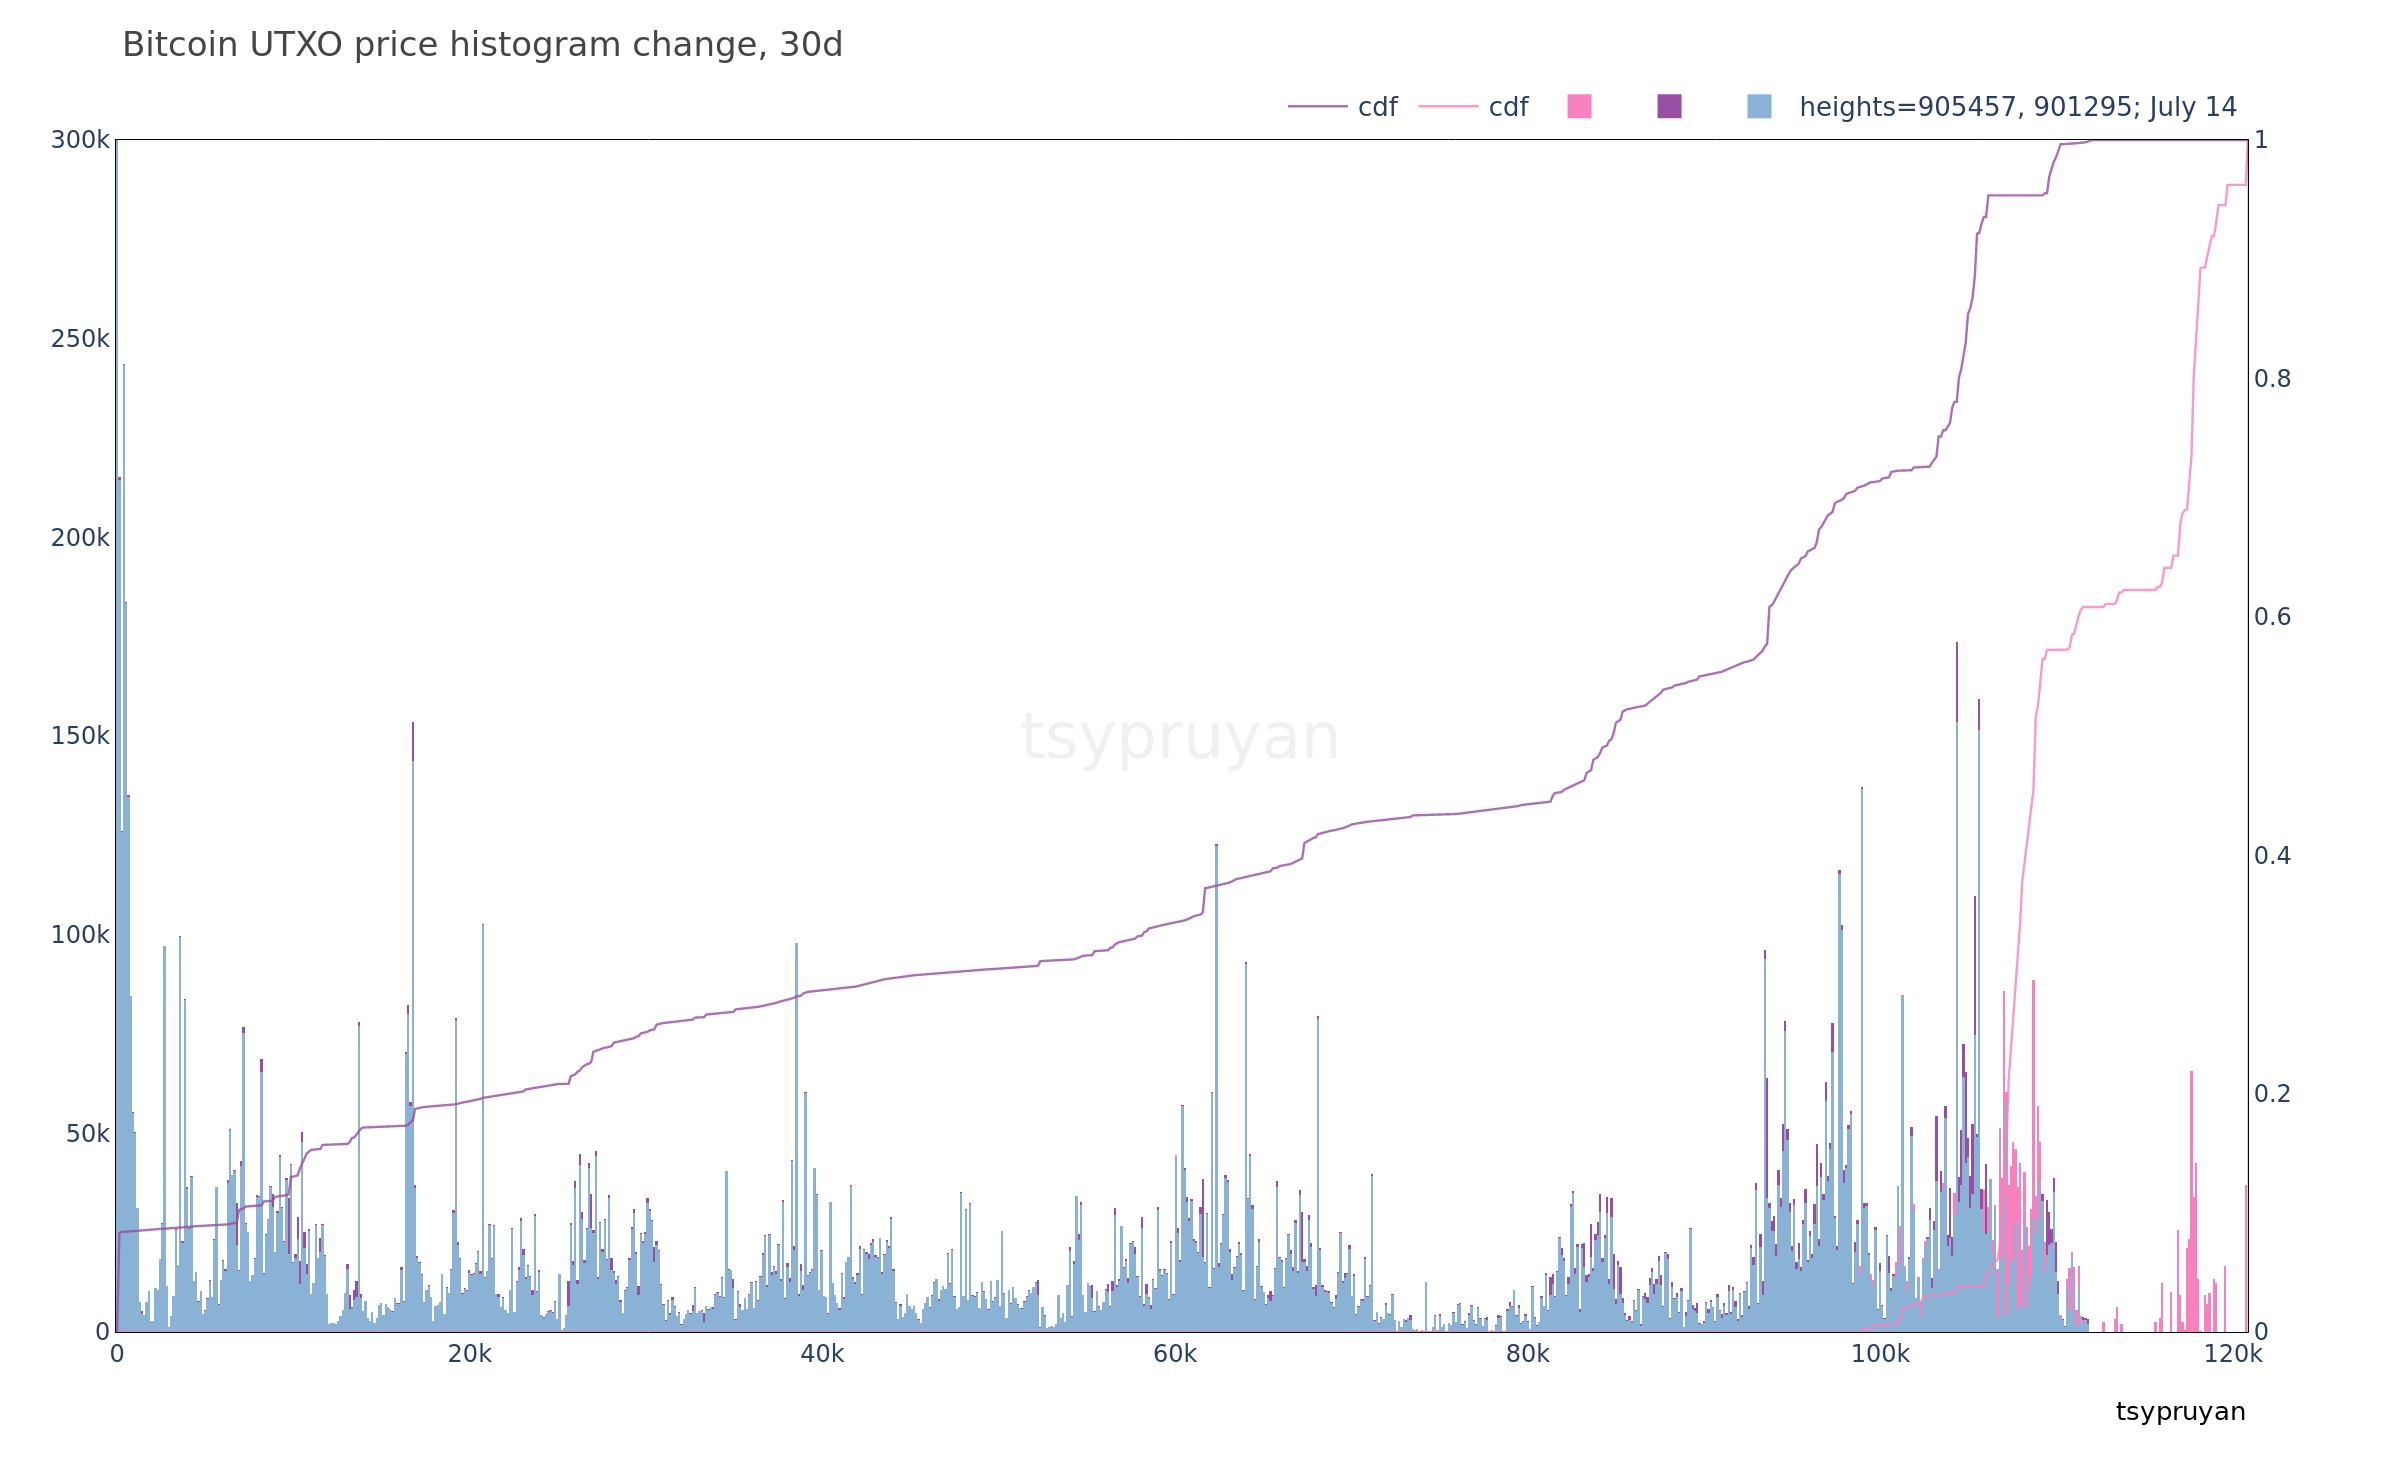 Bitcoin UTXO price histogram change, 30d
cdf cdf heights=905457, 901295; July 14
300k 1
250k
0.8
200k
0.6
150k
tsypruyan
0.4
100k
0.2
50k
0 0
0 20k 40k 60k 80k 100k 120k
tsypruyan